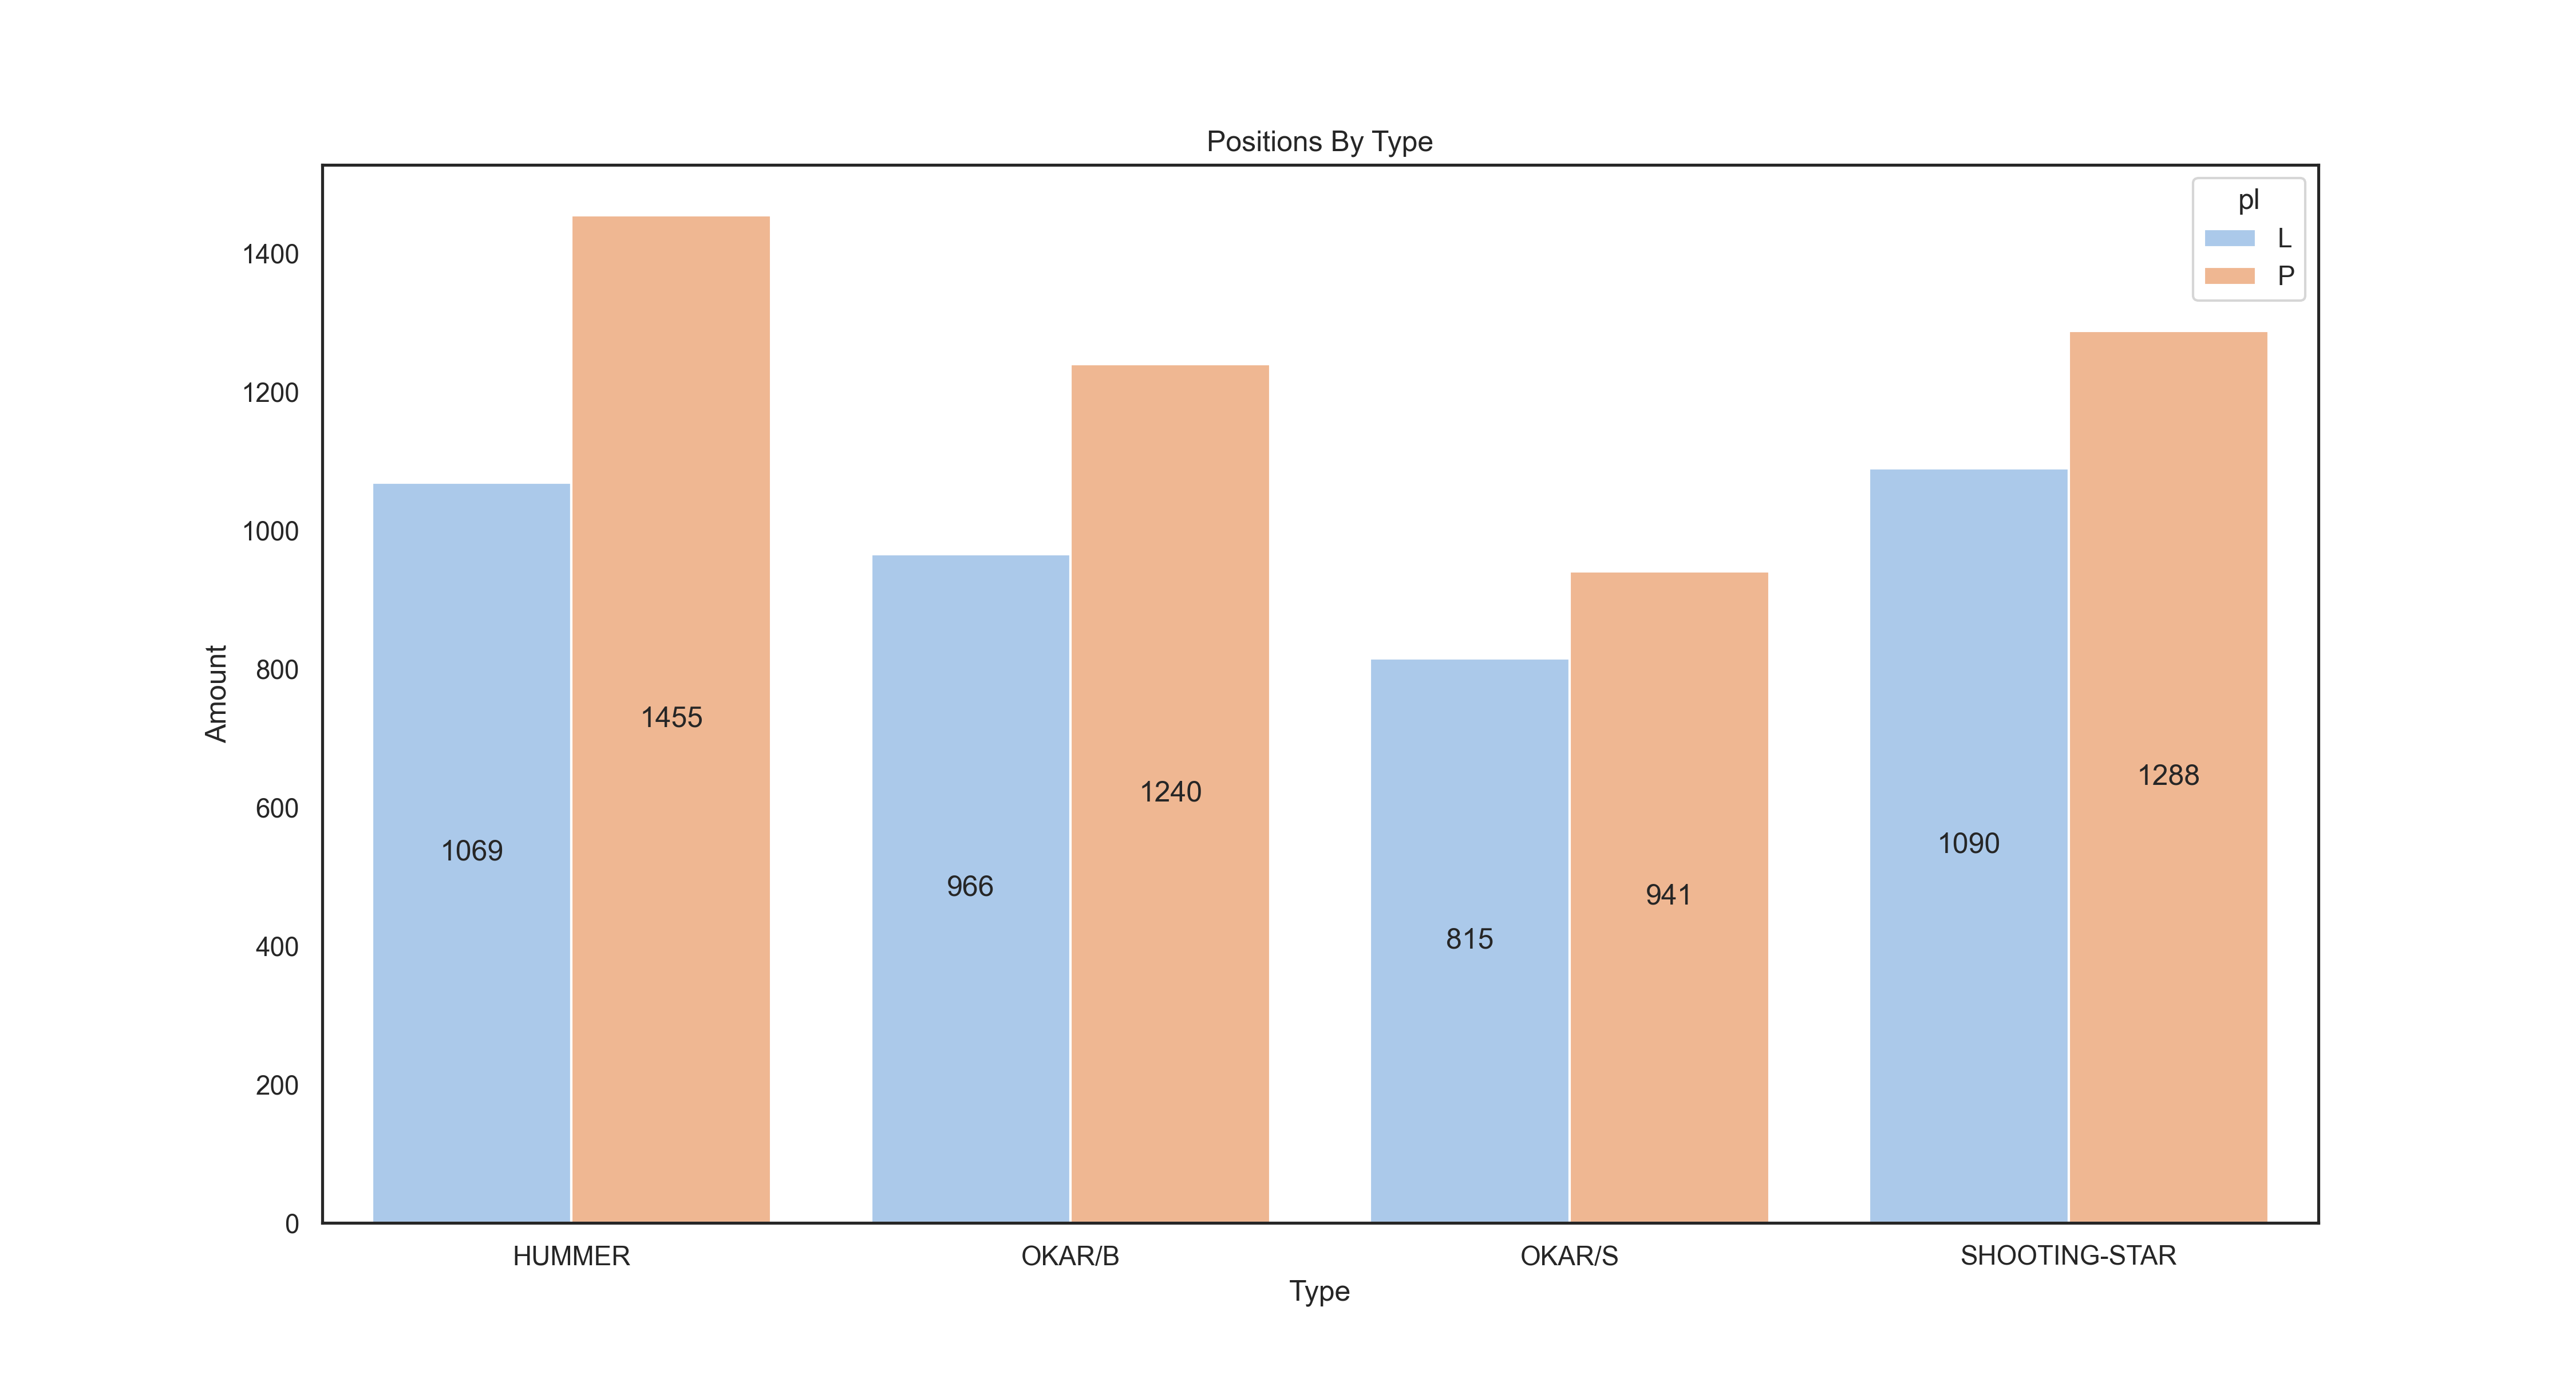 Positions By Type
pl
L
P
1400
1200
1000
800
600
400
200
0
Amount
1069
1455
966
1240
815
941
1090
1288
HUMMER
OKAR/B
OKAR/S
SHOOTING-STAR
Type